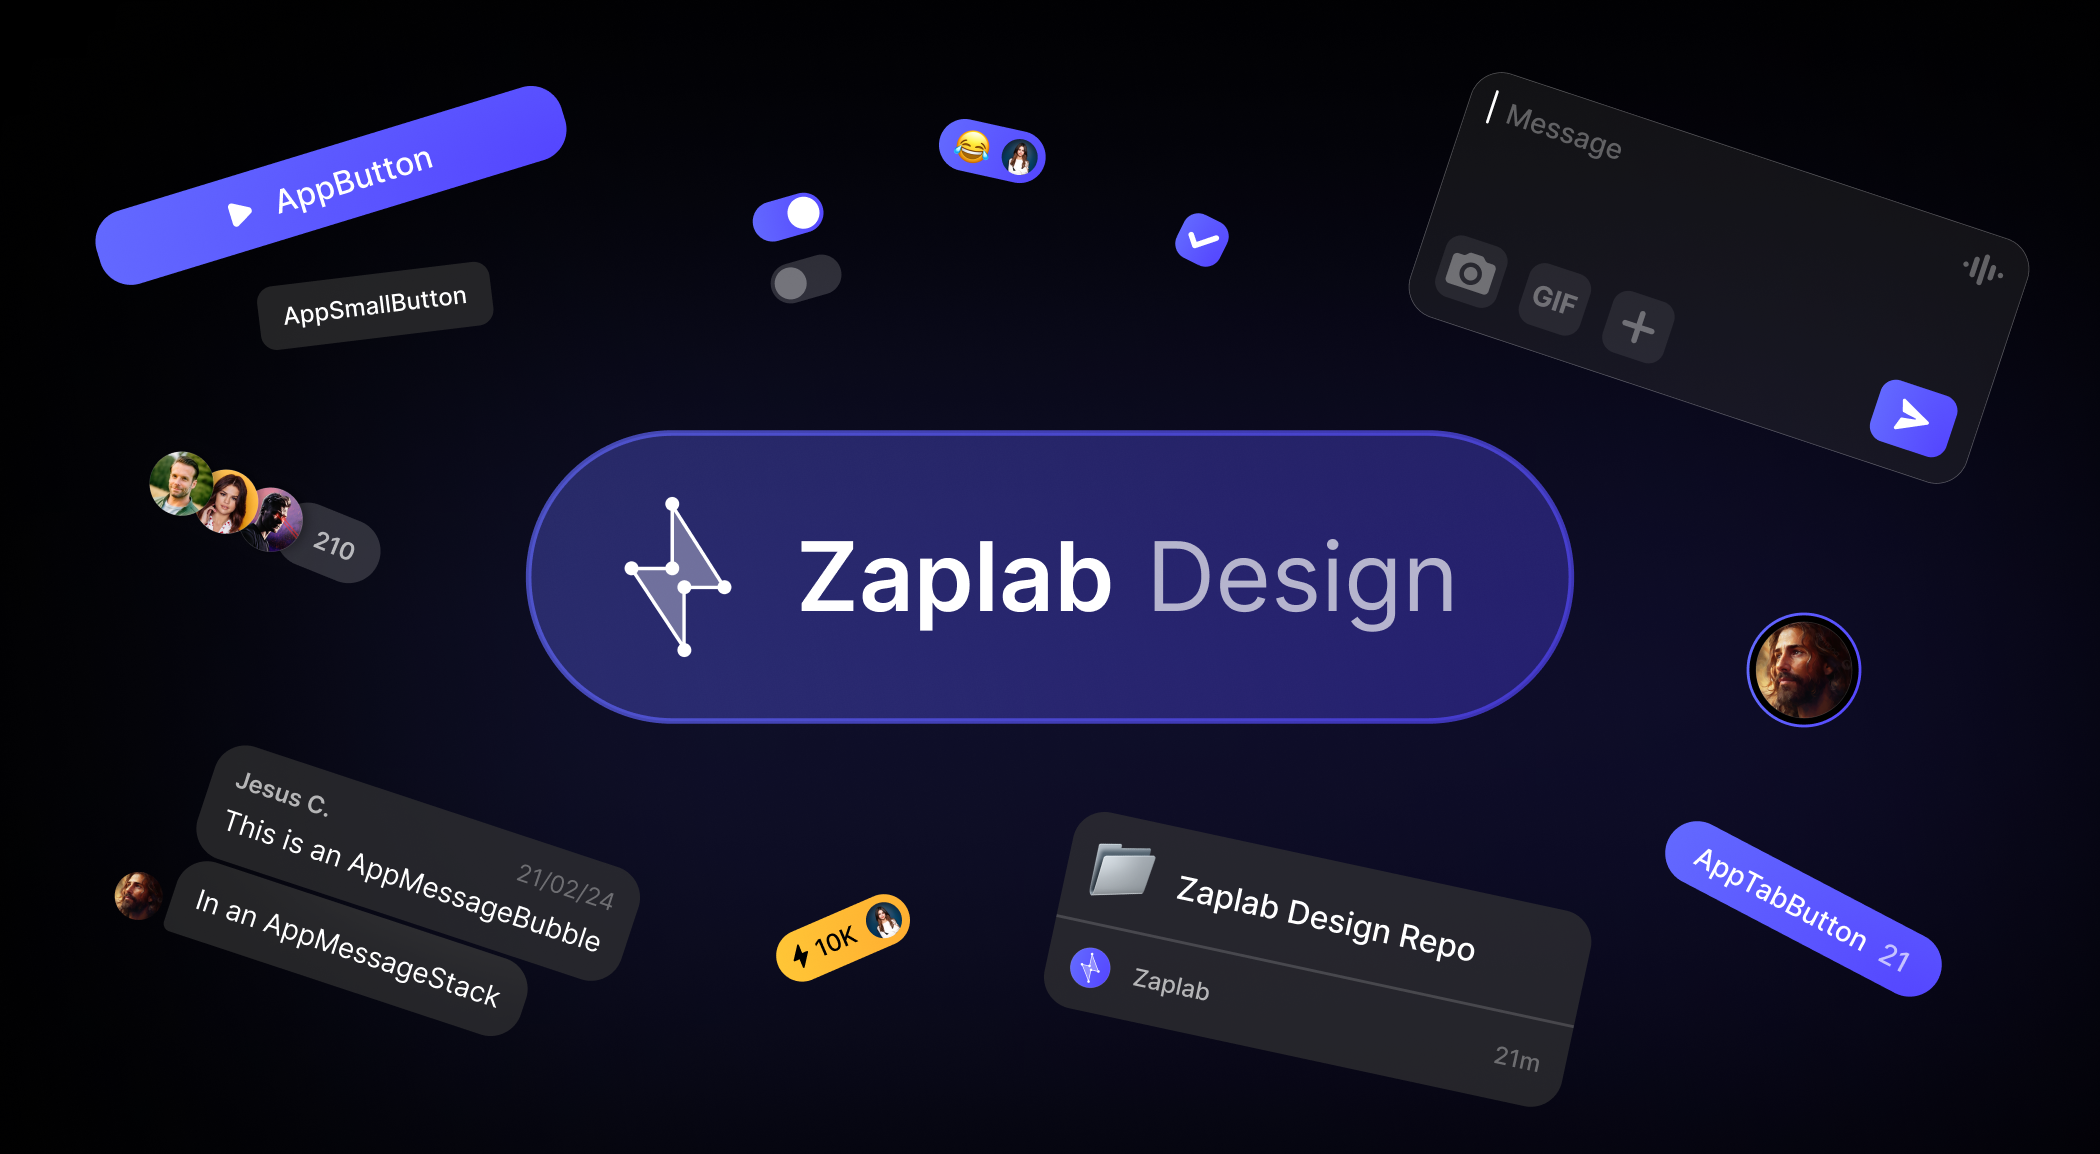 AppButton
AppSmallButton
Message
GIF
210
Zaplab Design
Jesus C.
This is an AppMessageBubble
21/02/24
In an AppMessageStack
10K
Zaplab Design Repo
Zaplab
21m
AppTabButton 21